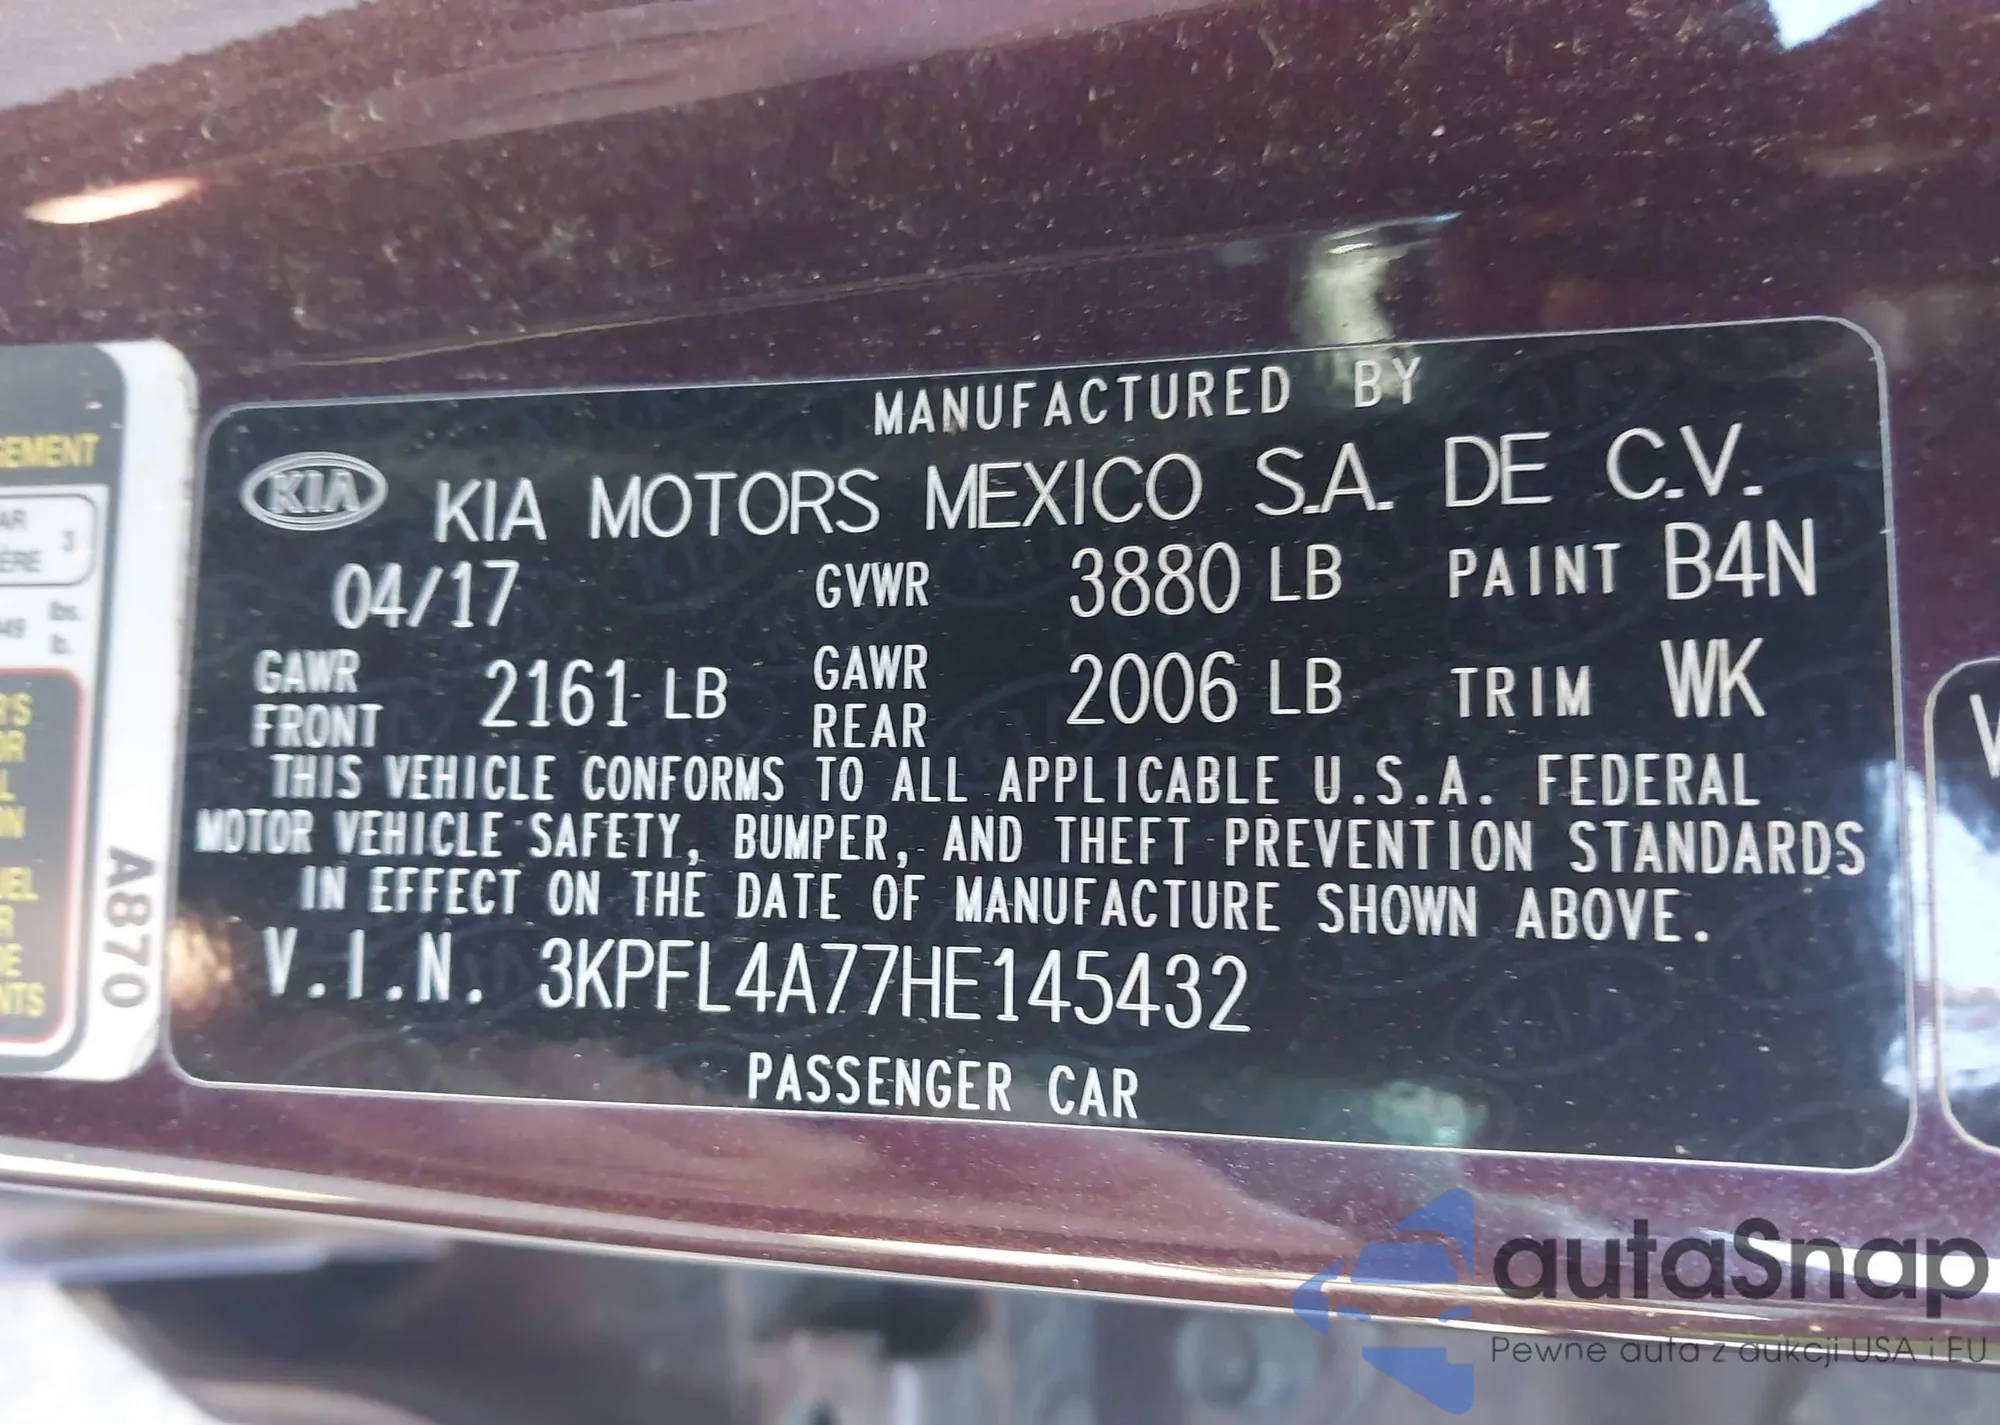 MANUFACTURED BY
KIA KIA MOTORS MEXICO S.A. DE C.V.
04/17 GVWR 3880 LB PAINT B4N
GAWR FRONT 2161 LB GAWR REAR 2006 LB TRIM WK
THIS VEHICLE CONFORMS TO ALL APPLICABLE U.S.A. FEDERAL
MOTOR VEHICLE SAFETY, BUMPER, AND THEFT PREVENTION STANDARDS
IN EFFECT ON THE DATE OF MANUFACTURE SHOWN ABOVE.
V.I.N. 3KPFL4A77HE145432
PASSENGER CAR
A870
autaSnap
Pewne auta z aukcji USA i EU